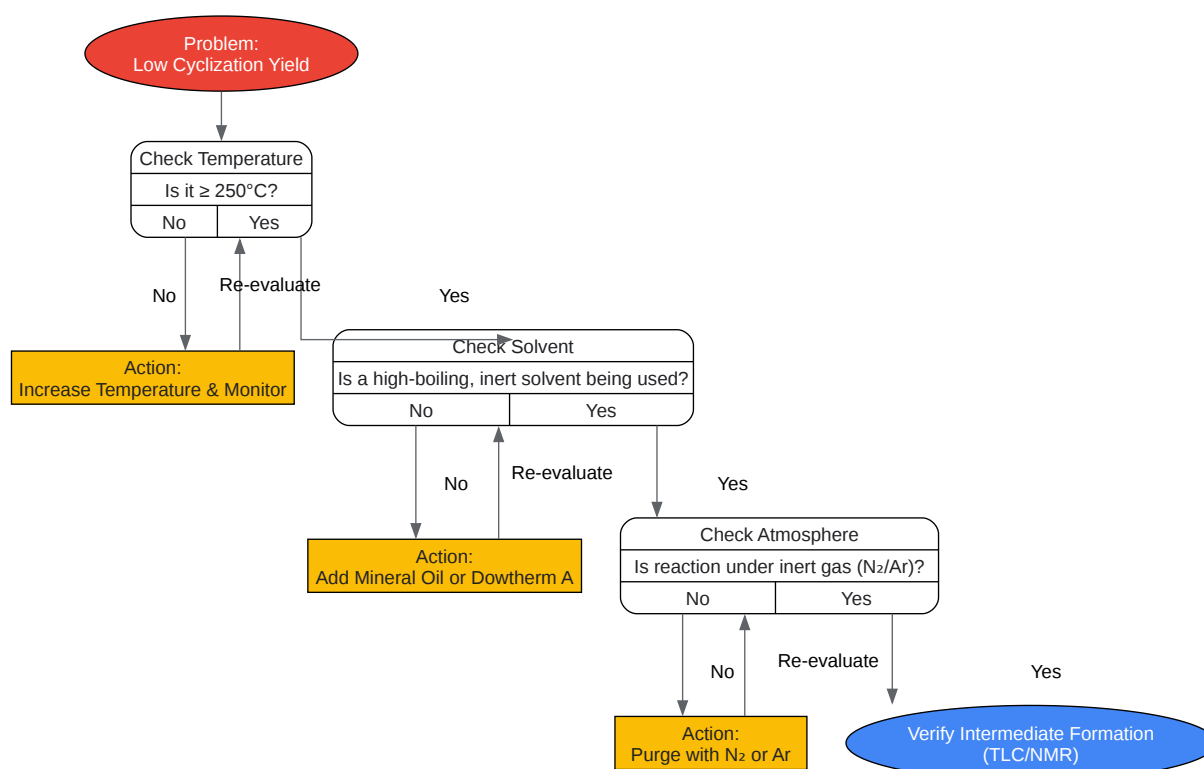 Problem:
Low Cyclization Yield
Check Temperature
Is it ≥ 250°C?
No
Yes
No
Re-evaluate
Yes
Action:
Increase Temperature & Monitor
Check Solvent
Is a high-boiling, inert solvent being used?
No
Yes
No
Re-evaluate
Yes
Action:
Add Mineral Oil or Dowtherm A
Check Atmosphere
Is reaction under inert gas (N₂/Ar)?
No
Yes
No
Re-evaluate
Yes
Action:
Purge with N₂ or Ar
Verify Intermediate Formation
(TLC/NMR)